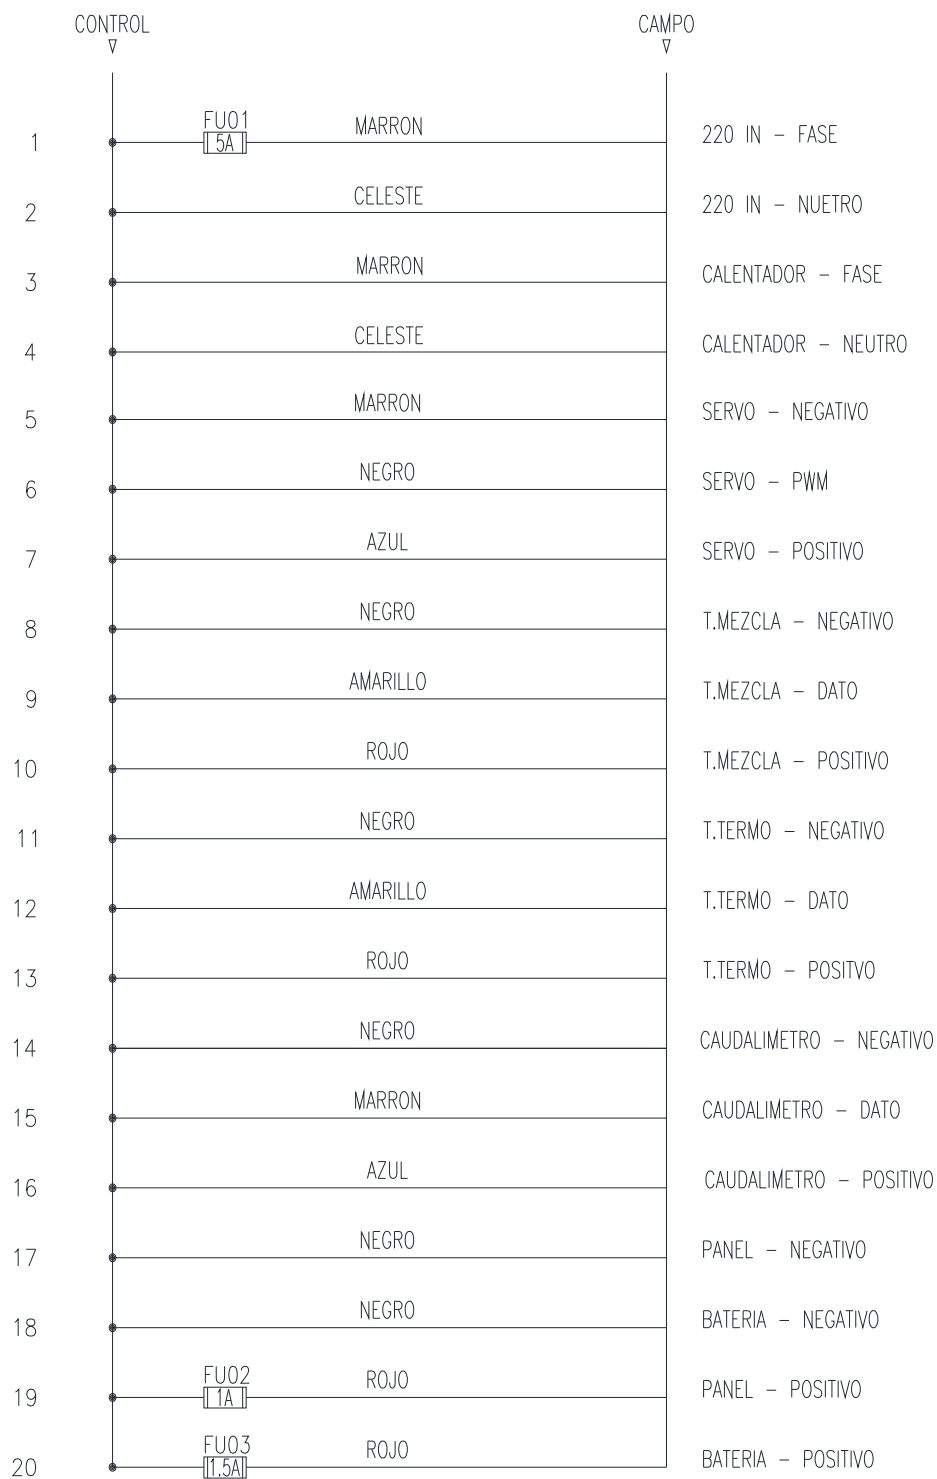 CONTROL CAMPO
1 FU01 5A MARRON 220 IN - FASE
2 CELESTE 220 IN - NUETRO
3 MARRON CALENTADOR - FASE
4 CELESTE CALENTADOR - NEUTRO
5 MARRON SERVO - NEGATIVO
6 NEGRO SERVO - PWM
7 AZUL SERVO - POSITIVO
8 NEGRO T.MEZCLA - NEGATIVO
9 AMARILLO T.MEZCLA - DATO
10 ROJO T.MEZCLA - POSITIVO
11 NEGRO T.TERMO - NEGATIVO
12 AMARILLO T.TERMO - DATO
13 ROJO T.TERMO - POSITVO
14 NEGRO CAUDALIMETRO - NEGATIVO
15 MARRON CAUDALIMETRO - DATO
16 AZUL CAUDALIMETRO - POSITIVO
17 NEGRO PANEL - NEGATIVO
18 NEGRO BATERIA - NEGATIVO
19 FU02 1A ROJO PANEL - POSITIVO
20 FU03 1.5A ROJO BATERIA - POSITIVO